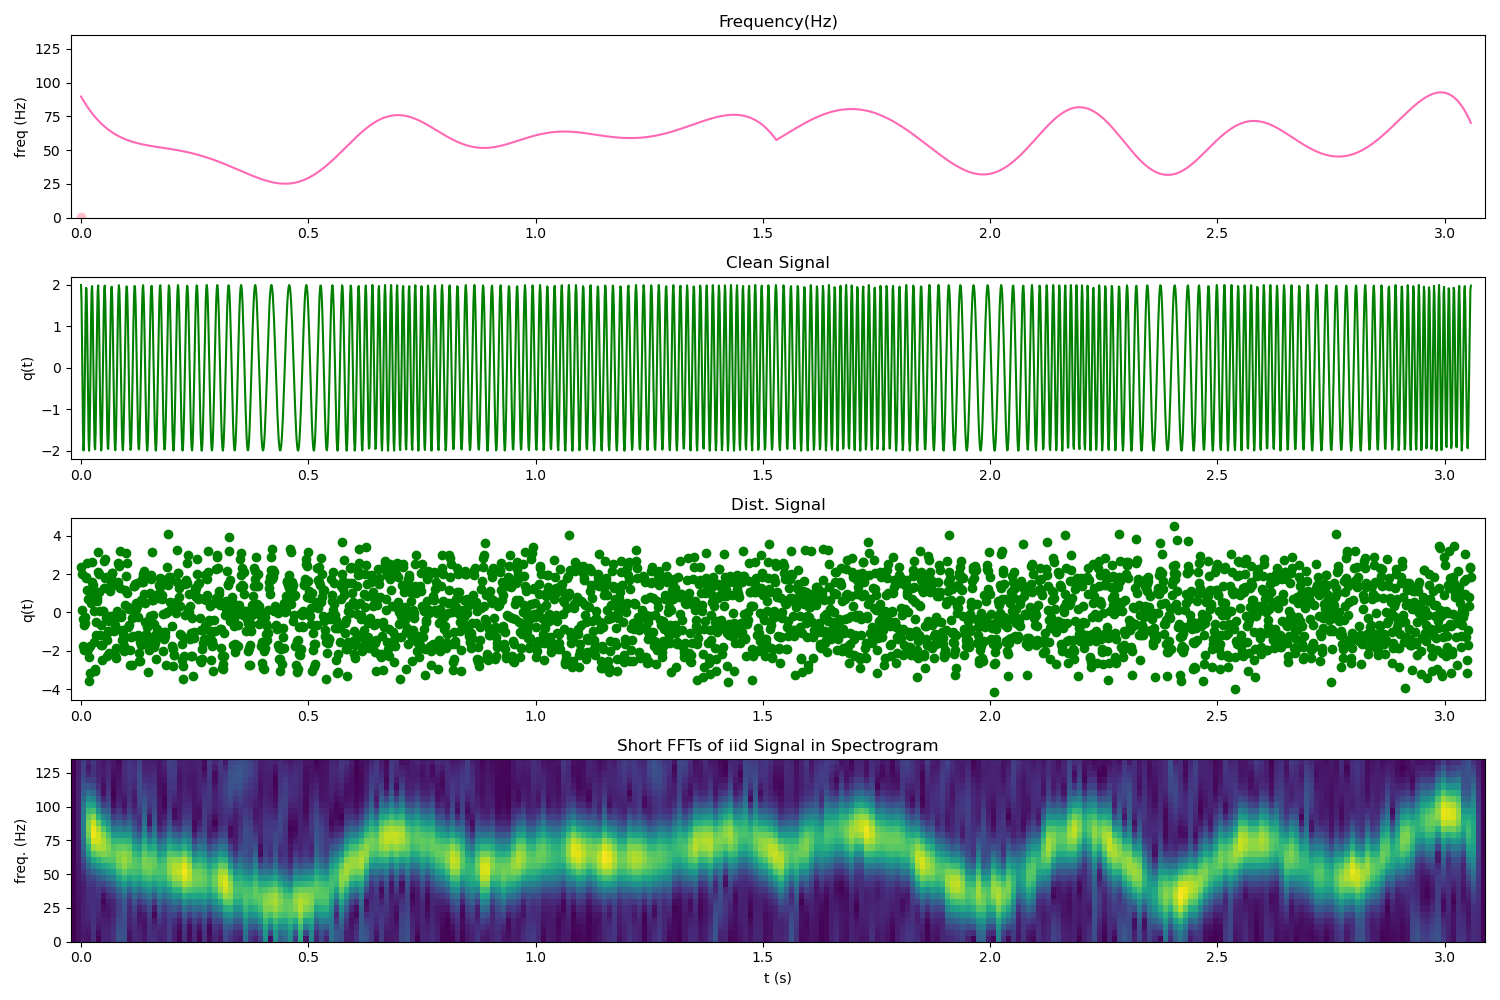 Frequency(Hz)
freq (Hz)
125
100
75
50
25
0
0.0 0.5 1.0 1.5 2.0 2.5 3.0
Clean Signal
q(t)
2
1
0
−1
−2
0.0 0.5 1.0 1.5 2.0 2.5 3.0
Dist. Signal
q(t)
4
2
0
−2
−4
0.0 0.5 1.0 1.5 2.0 2.5 3.0
Short FFTs of iid Signal in Spectrogram
freq. (Hz)
125
100
75
50
25
0
0.0 0.5 1.0 1.5 2.0 2.5 3.0
t (s)